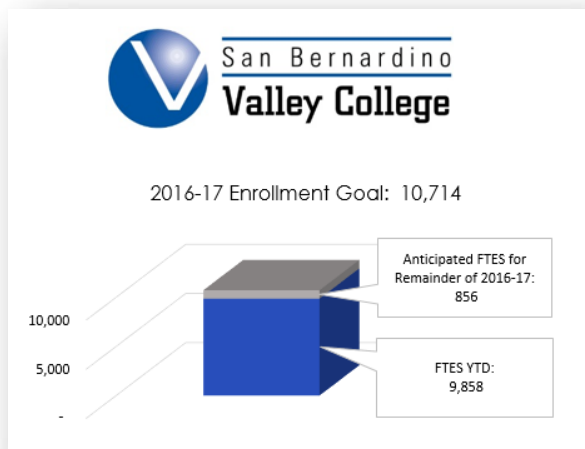 San Bernardino
Valley College
2016-17 Enrollment Goal: 10,714
Anticipated FTES for
Remainder of 2016-17:
856
10,000
5,000
-
FTES YTD:
9,858